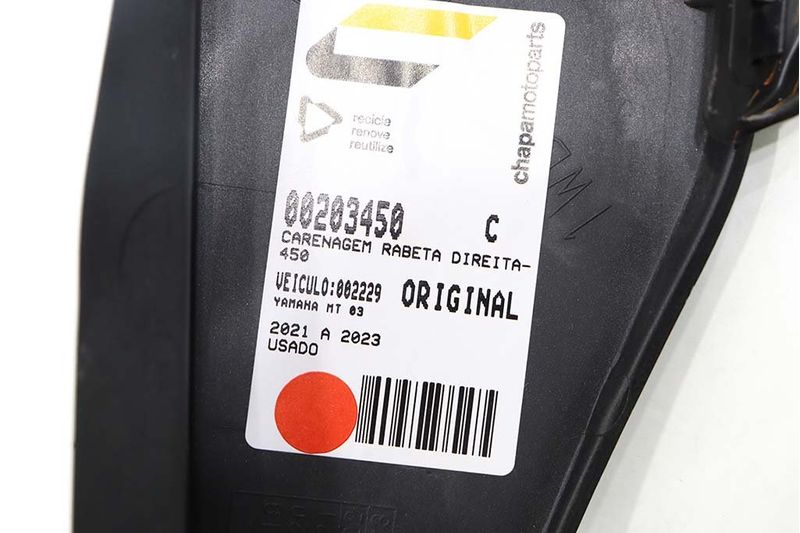 recicle
renove
reutilize
chapamotoparts
00203450 C
CARENAGEM RABETA DIREITA-
450
VEICULO:002229 ORIGINAL
YAMAHA MT 03
2021 A 2023
USADO